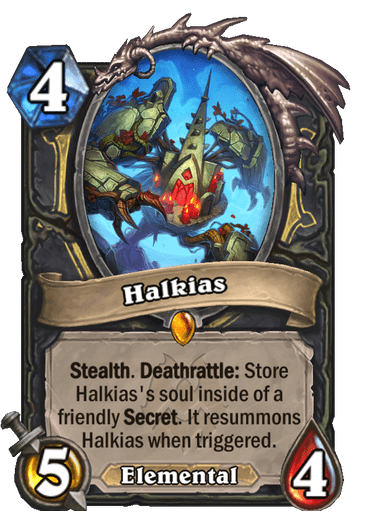 4
Halkias
Stealth. Deathrattle: Store
Halkias's soul inside of a
friendly Secret. It resummons
Halkias when triggered.
5
Elemental
4